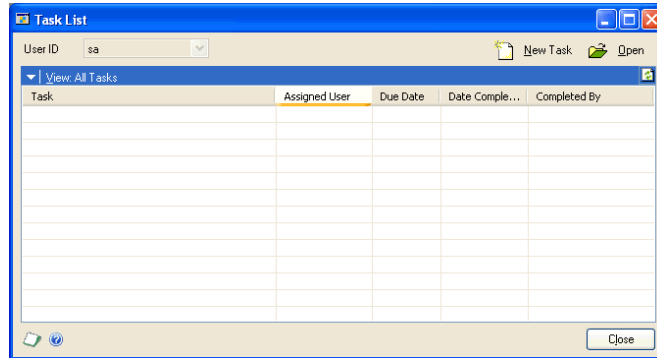 Task List
User ID sa New Task Open
View: All Tasks
Task Assigned User Due Date Date Comple... Completed By
Close